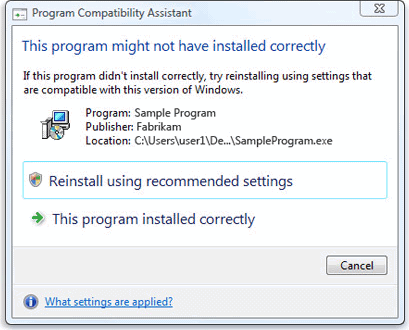 Program Compatibility Assistant
This program might not have installed correctly
If this program didn't install correctly, try reinstalling using settings that
are compatible with this version of Windows.
Program: Sample Program
Publisher: Fabrikam
Location: C:\Users\user1\De...\SampleProgram.exe
Reinstall using recommended settings
This program installed correctly
Cancel
What settings are applied?